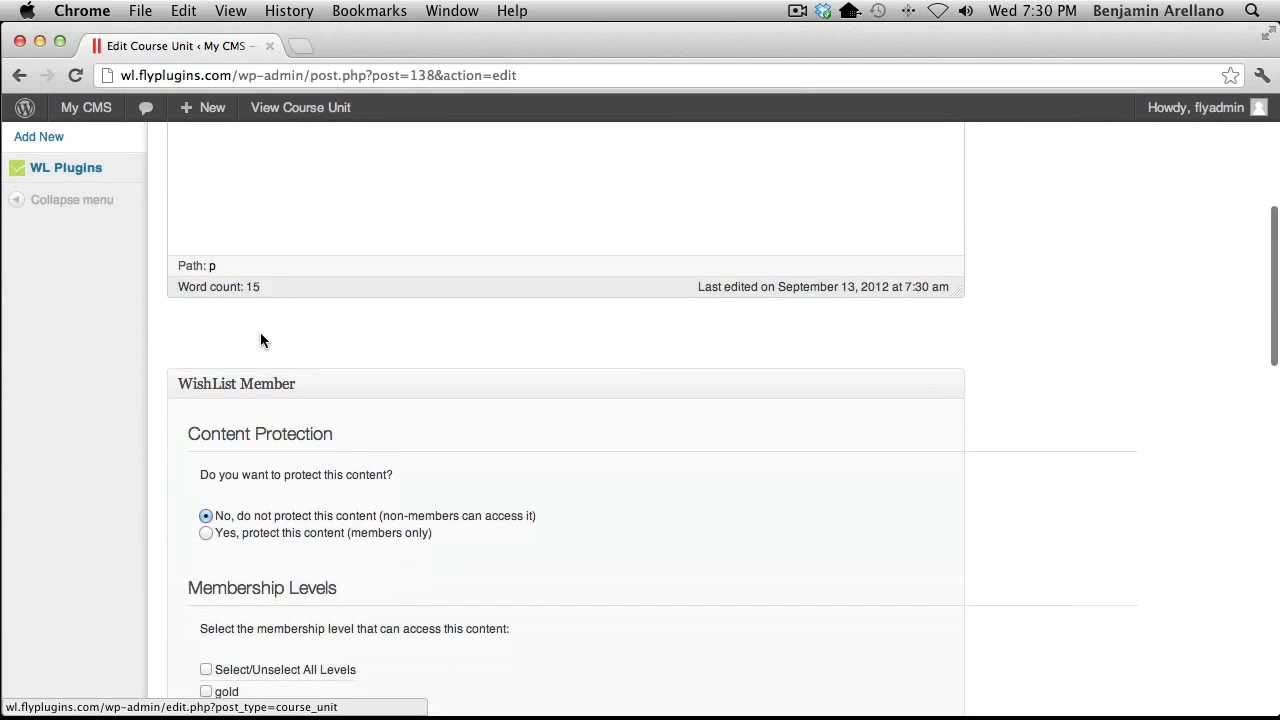 Chrome File Edit View History Bookmarks Window Help Wed 7:30 PM Benjamin Arellano
Edit Course Unit ‹ My CMS —
wl.flyplugins.com/wp-admin/post.php?post=138&action=edit
My CMS + New View Course Unit Howdy, flyadmin
Add New
WL Plugins
Collapse menu
Path: p
Word count: 15 Last edited on September 13, 2012 at 7:30 am
WishList Member
Content Protection
Do you want to protect this content?
No, do not protect this content (non-members can access it)
Yes, protect this content (members only)
Membership Levels
Select the membership level that can access this content:
Select/Unselect All Levels
gold
wl.flyplugins.com/wp-admin/edit.php?post_type=course_unit